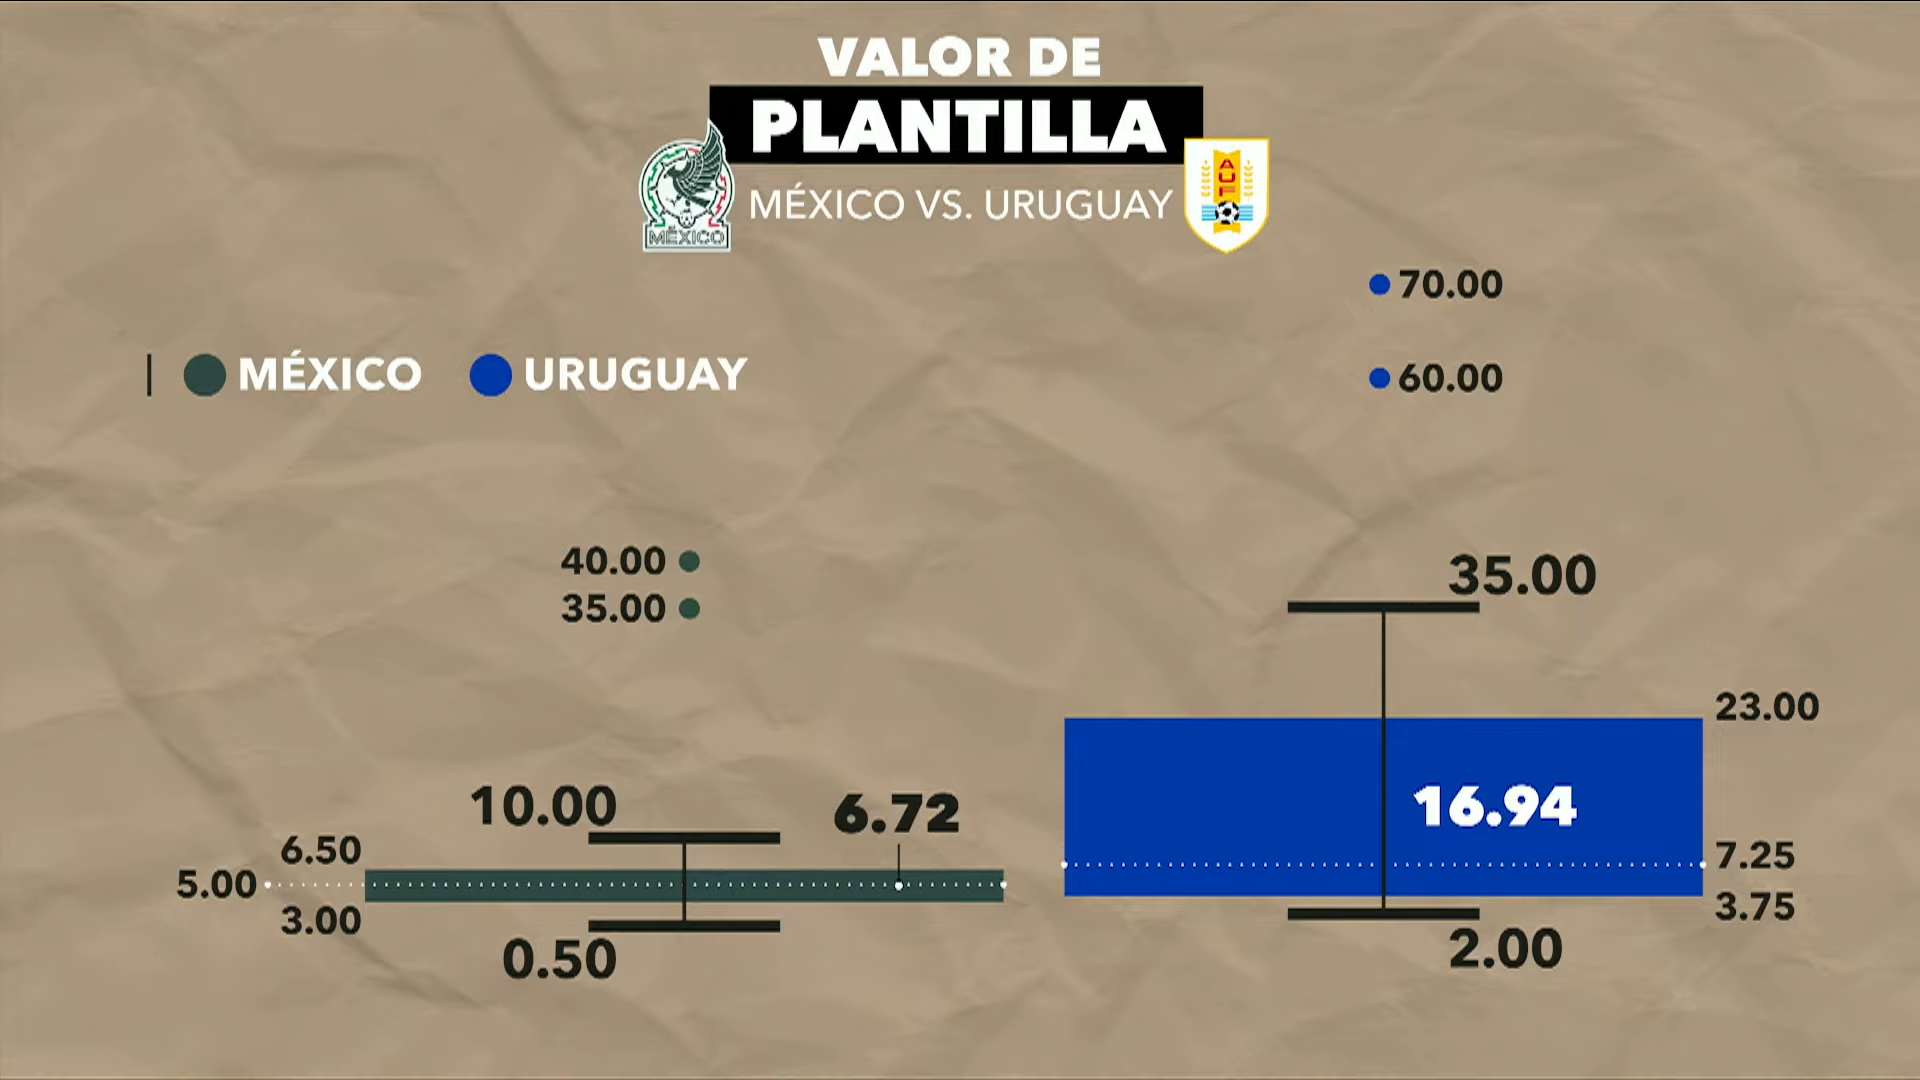 VALOR DE
PLANTILLA
MÉXICO VS. URUGUAY
MÉXICO
AUF
70.00
60.00
MÉXICO URUGUAY
40.00
35.00
35.00
23.00
10.00
6.72
16.94
6.50
5.00
3.00
7.25
3.75
0.50
2.00